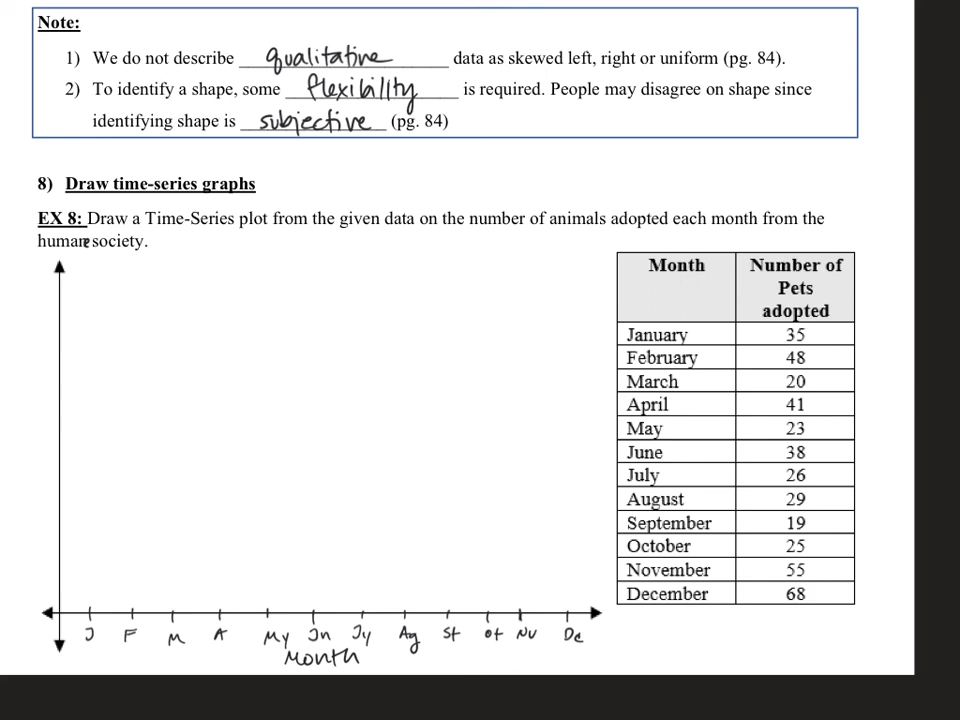 Note:
1) We do not describe qualitative data as skewed left, right or uniform (pg. 84).
2) To identify a shape, some flexibility is required. People may disagree on shape since
identifying shape is subjective (pg. 84)
8) Draw time-series graphs
EX 8: Draw a Time-Series plot from the given data on the number of animals adopted each month from the
humane society.
Month Number of
Pets
adopted
January 35
February 48
March 20
April 41
May 23
June 38
July 26
August 29
September 19
October 25
November 55
December 68
J F M A My Jn Jy Ag St Ot Nv De
Month